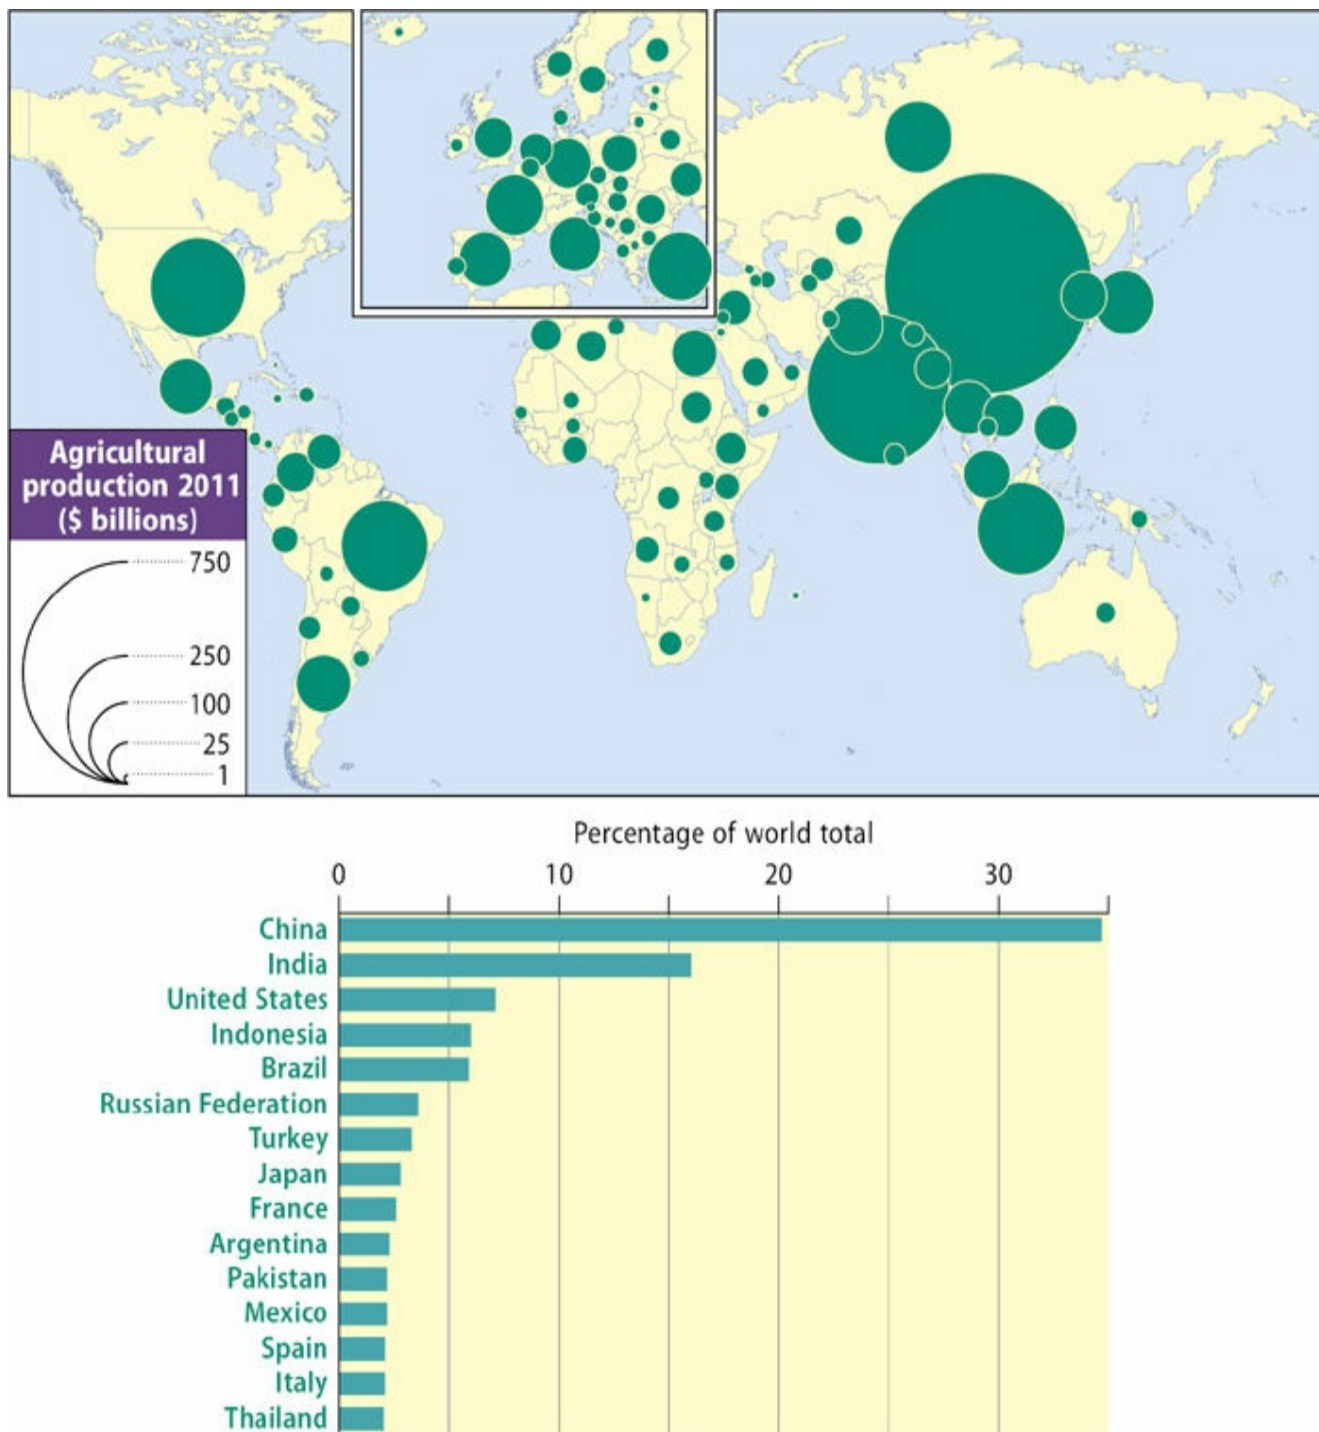 Agricultural
production 2011
($ billions)
750
250
100
25
1
Percentage of world total
0 10 20 30
China
India
United States
Indonesia
Brazil
Russian Federation
Turkey
Japan
France
Argentina
Pakistan
Mexico
Spain
Italy
Thailand